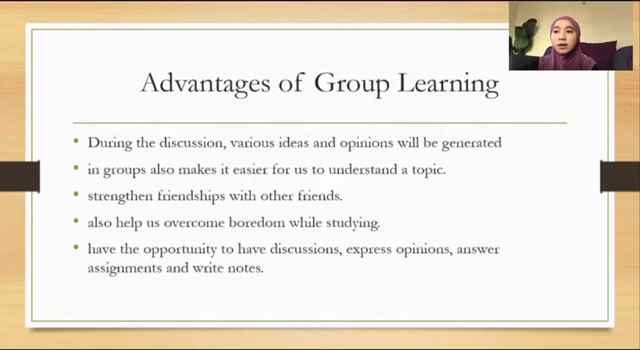 Advantages of Group Learning
• During the discussion, various ideas and opinions will be generated
• in groups also makes it easier for us to understand a topic.
• strengthen friendships with other friends.
• also help us overcome boredom while studying.
• have the opportunity to have discussions, express opinions, answer
assignments and write notes.